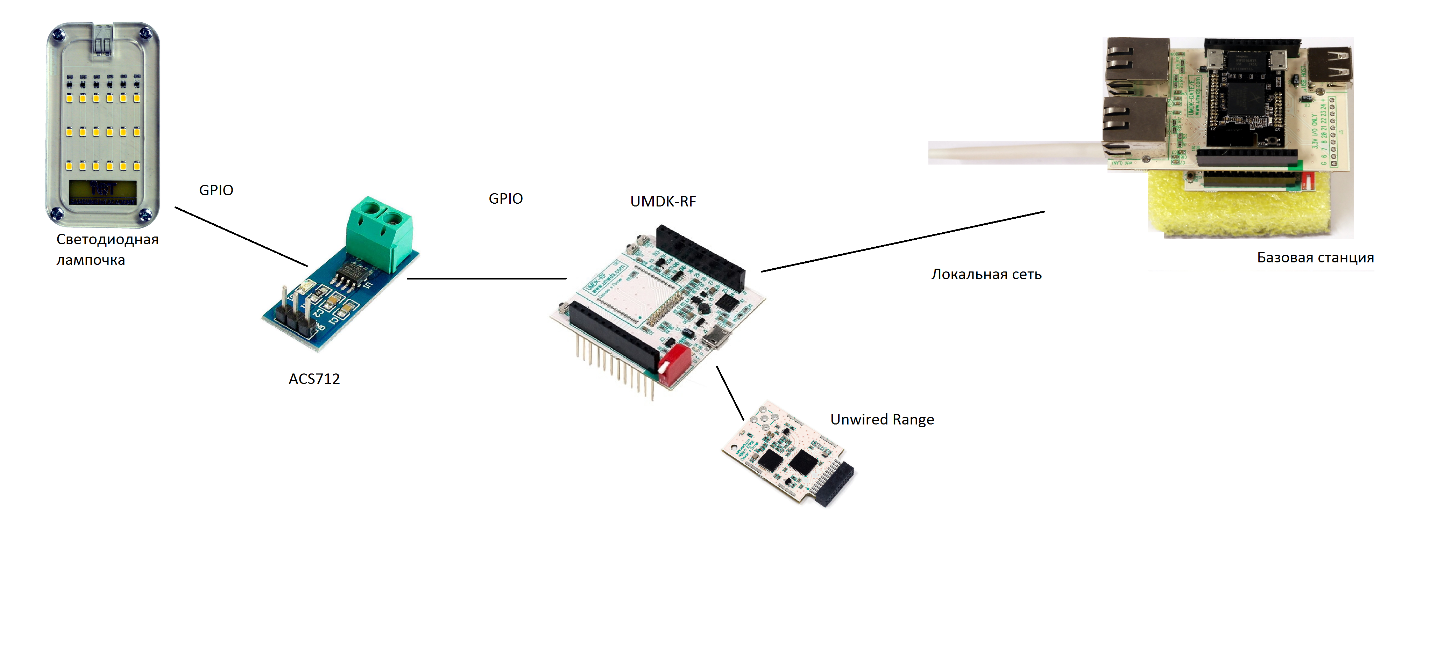 GPIO
GPIO
UMDK-RF
Светодиодная
лампочка
Базовая станция
Локальная сеть
ACS712
Unwired Range